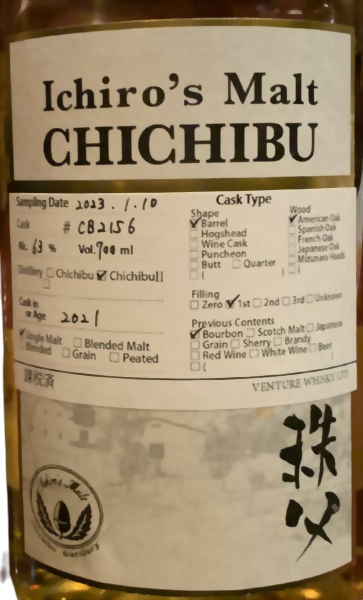 Ichiro's Malt
CHICHIBU
Sampling Date 2023.1.10
Cask # CB2156
Alc. 63 % Vol. 700 ml
Distillery □ Chichibu ☑ ChichibuII
□
Cask in
or Age 2021
☑ Single Malt □ Blended Malt
□ Blended □ Grain □ Peated
Cask Type
Shape
☑ Barrel
□ Hogshead
□ Wine Cask
□ Puncheon
□ Butt □ Quarter
□ ( )
Wood
☑ American Oak
□ Spanish Oak
□ French Oak
□ Japanese Oak
□ Mizunara Heads
□ ( )
Filling
□ Zero ☑ 1st □ 2nd □ 3rd □ Unknown
Previous Contents
☑ Bourbon □ Scotch Malt □ Japanese
□ Grain □ Sherry □ Brandy
□ Red Wine □ White Wine □ Beer
□ ( )
課税済
VENTURE WHISKY LTD
秩父
Ichiro's Malt
Distillery